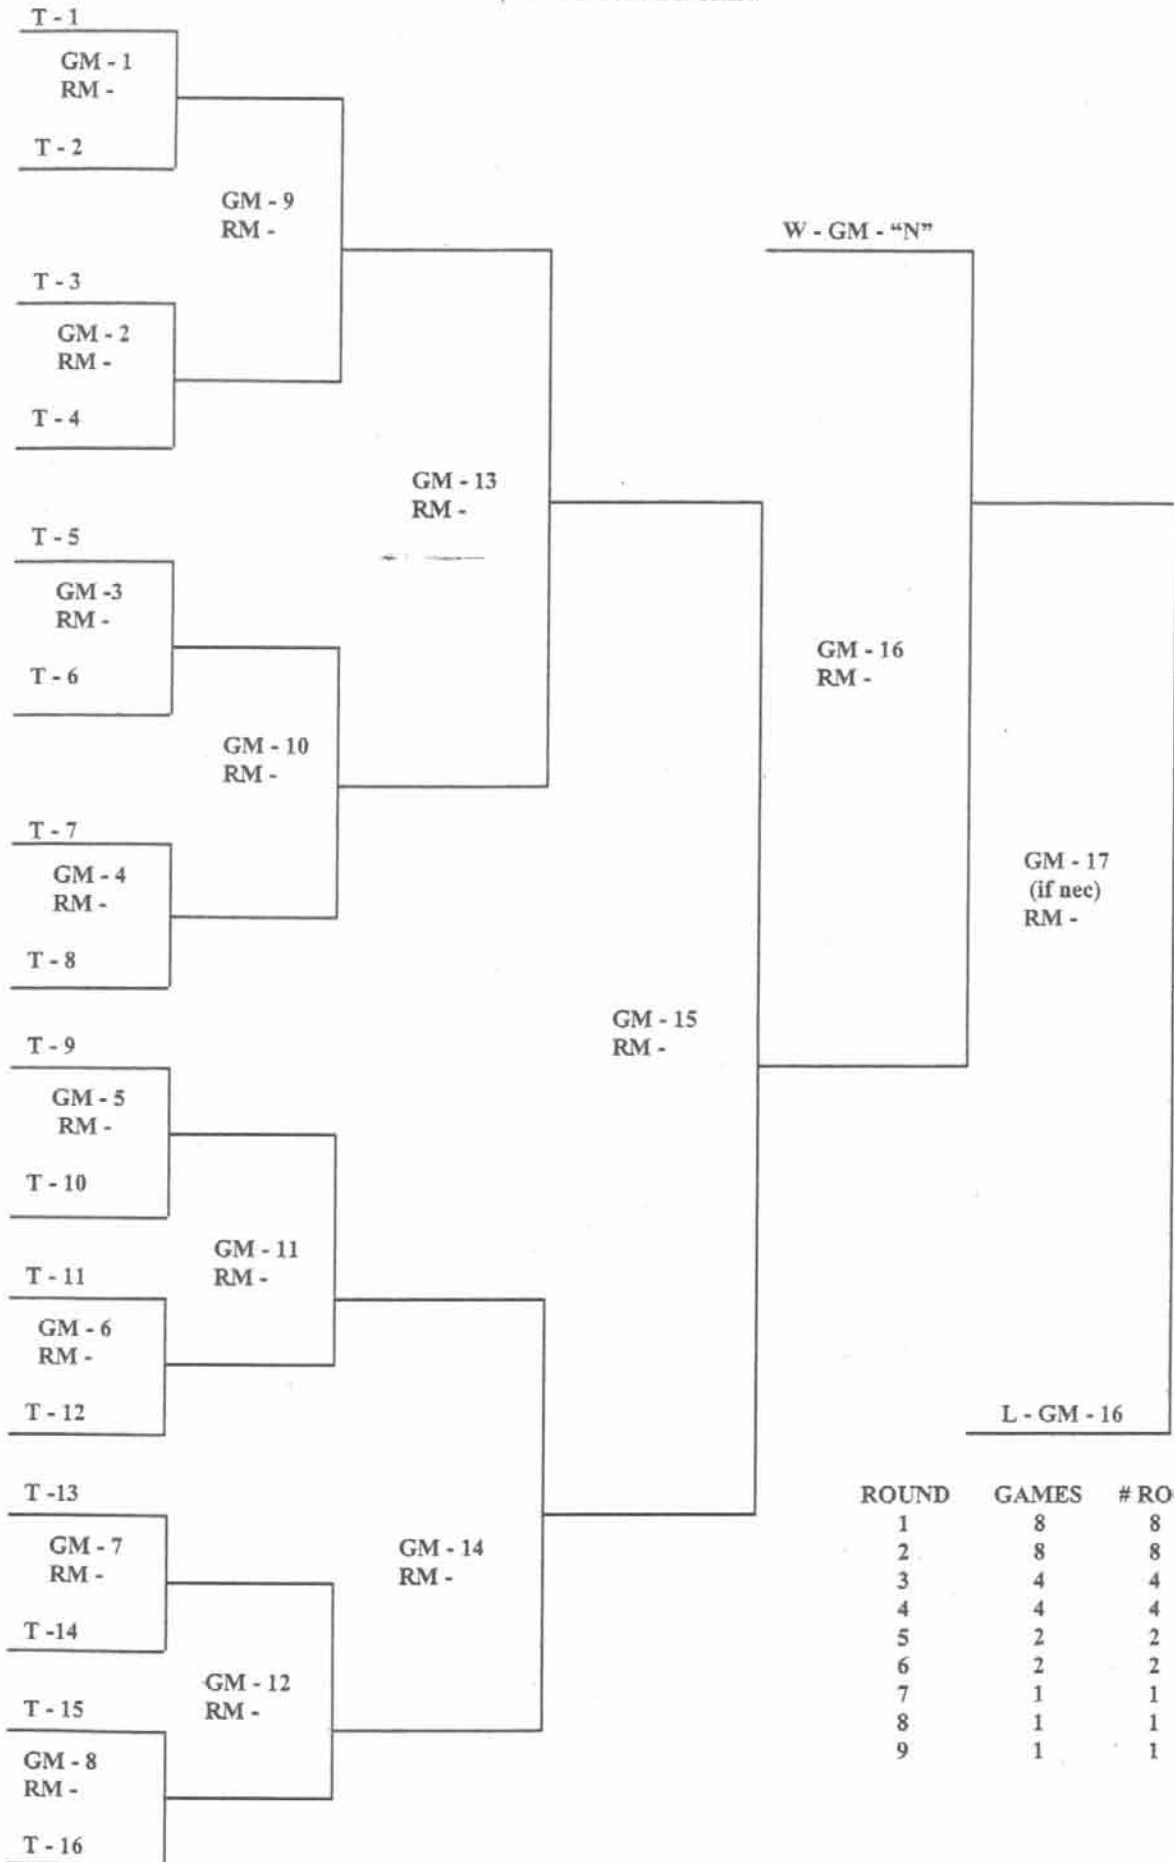 T - 1
GM - 1
RM -
T - 2
GM - 9
RM -
T - 3
GM - 2
RM -
T - 4
GM - 13
RM -
T - 5
GM -3
RM -
T - 6
GM - 10
RM -
T - 7
GM - 4
RM -
T - 8
W - GM - “N”
GM - 16
RM -
GM - 17
(if nec)
RM -
GM - 15
RM -
T - 9
GM - 5
RM -
T - 10
GM - 11
RM -
T - 11
GM - 6
RM -
T - 12
L - GM - 16
T -13
GM - 7
RM -
T -14
GM - 14
RM -
GM - 12
RM -
T - 15
GM - 8
RM -
T - 16
ROUND GAMES # RO
1 8 8
2 8 8
3 4 4
4 4 4
5 2 2
6 2 2
7 1 1
8 1 1
9 1 1